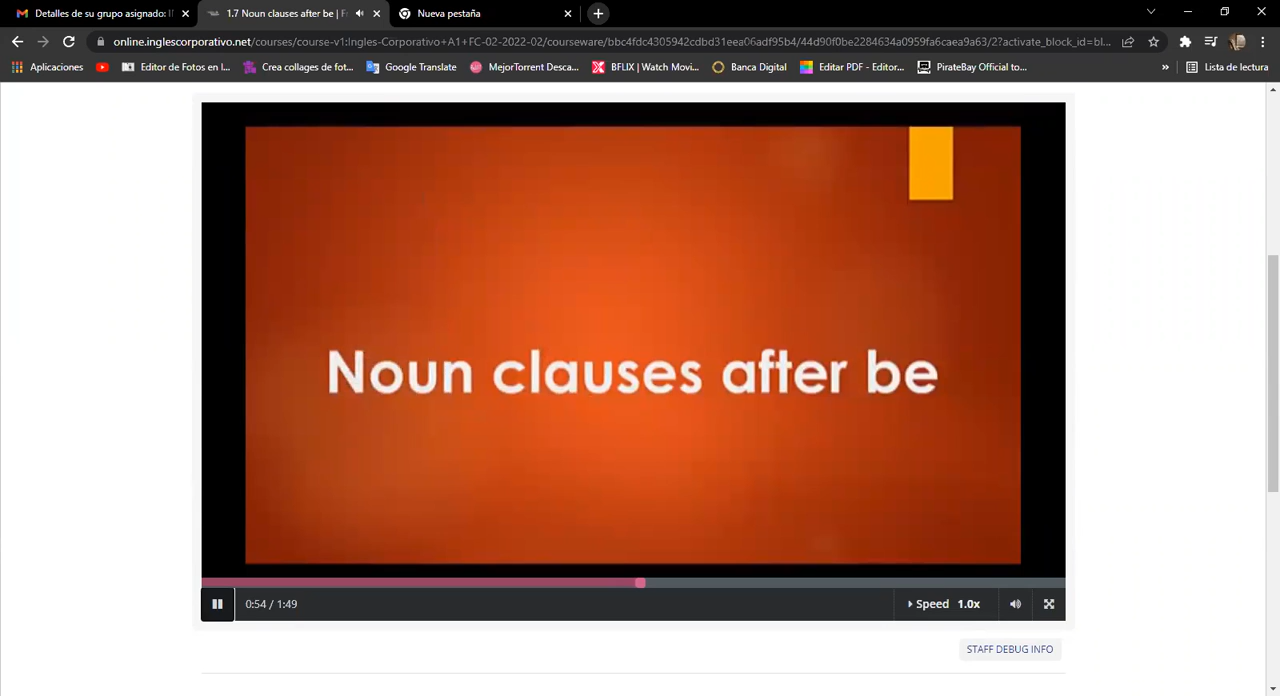 Detalles de su grupo asignado: I
1.7 Noun clauses after be | Fr
Nueva pestaña
online.inglescorporativo.net/courses/course-v1:Ingles-Corporativo+A1+FC-02-2022-02/courseware/bbc4fdc4305942cdbd31eea06adf95b4/44d90f0be2284634a0959fa6caea9a63/2?activate_block_id=bl...
Aplicaciones
Editor de Fotos en l...
Crea collages de fot...
Google Translate
MejorTorrent Desca...
BFLIX | Watch Movi...
Banca Digital
Editar PDF - Editor...
PirateBay Official to...
»
Lista de lectura
Noun clauses after be
0:54 / 1:49
Speed 1.0x
STAFF DEBUG INFO